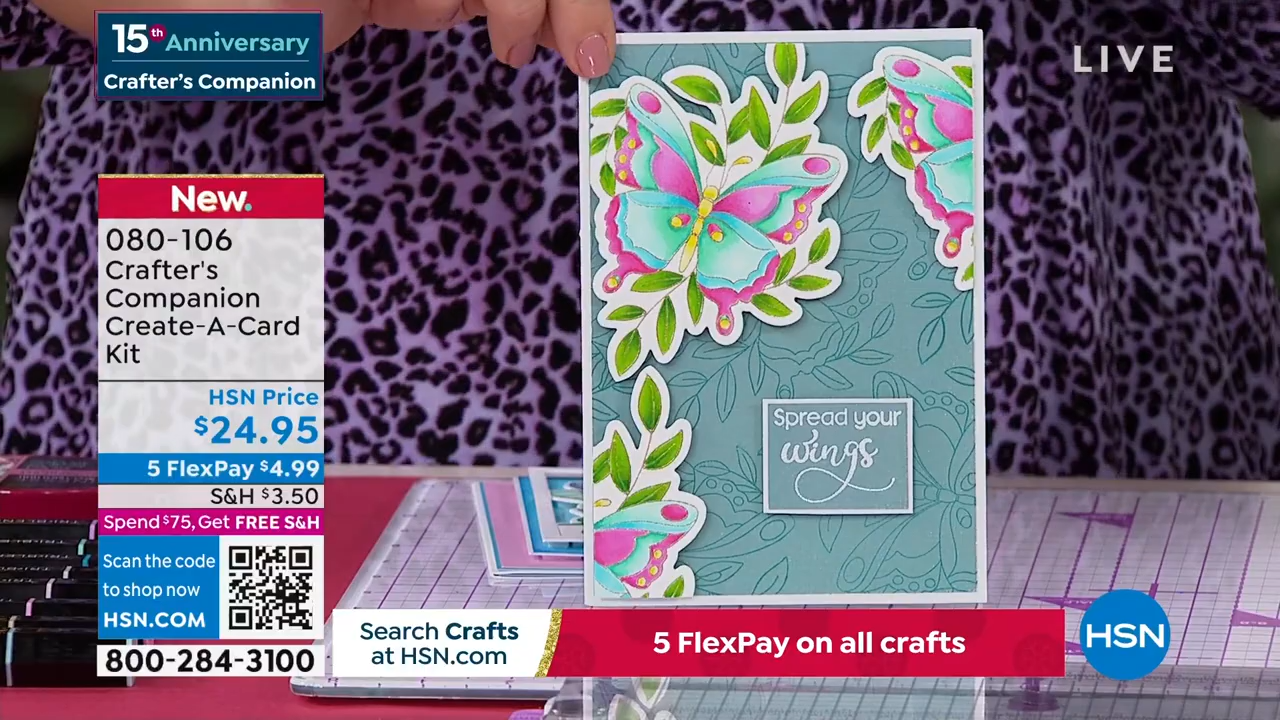 15th Anniversary
Crafter's Companion
LIVE
New.
080-106
Crafter's
Companion
Create-A-Card
Kit
HSN Price
$24.95
5 FlexPay $4.99
S&H $3.50
Spend $75, Get FREE S&H
Scan the code
to shop now
HSN.COM
800-284-3100
Spread your
wings
Search Crafts
at HSN.com
5 FlexPay on all crafts
HSN